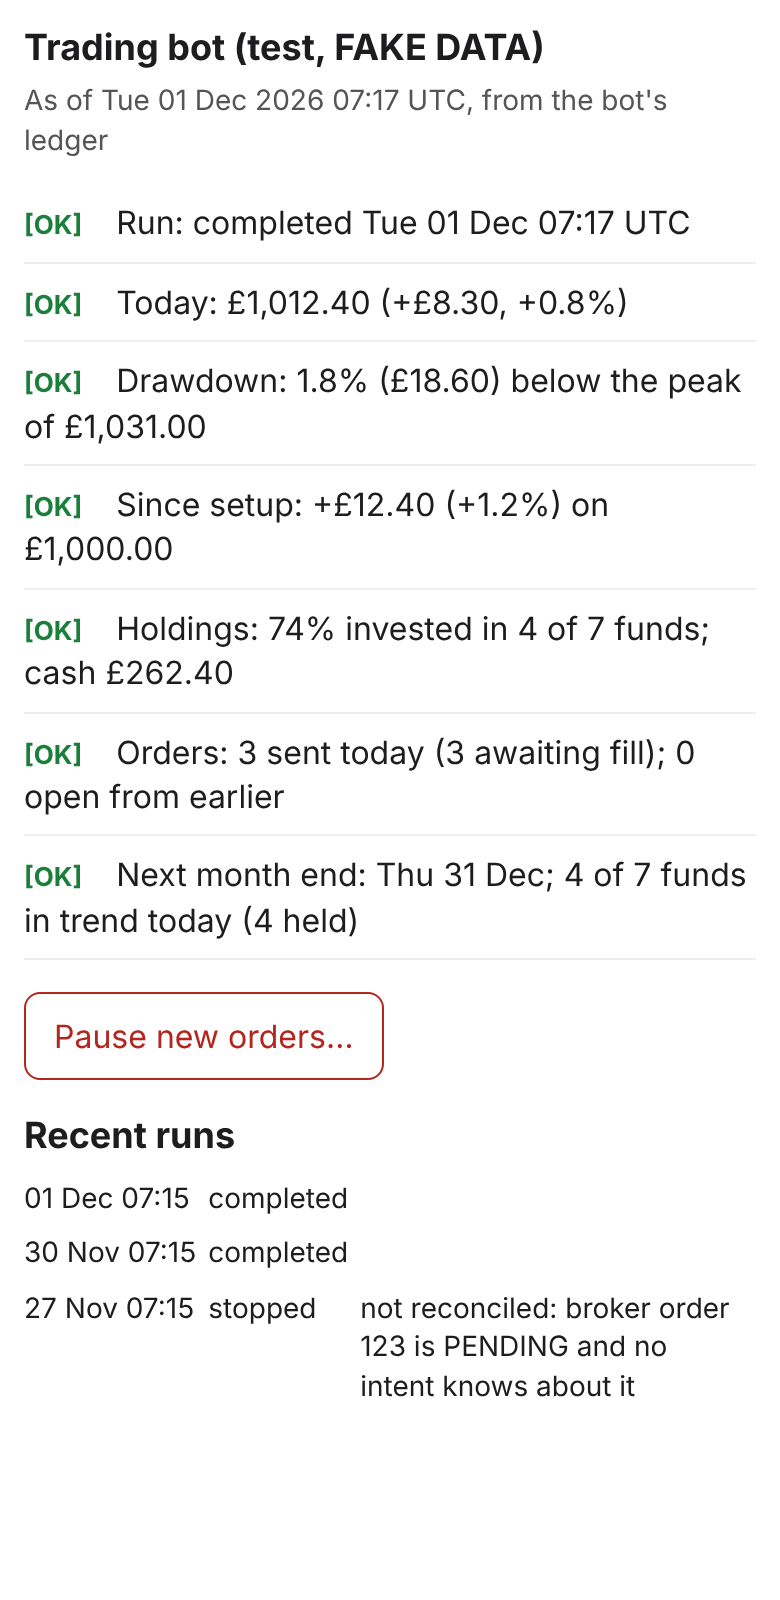 Trading bot (test, FAKE DATA)
As of Tue 01 Dec 2026 07:17 UTC, from the bot's
ledger
[OK] Run: completed Tue 01 Dec 07:17 UTC
[OK] Today: £1,012.40 (+£8.30, +0.8%)
[OK] Drawdown: 1.8% (£18.60) below the peak
of £1,031.00
[OK] Since setup: +£12.40 (+1.2%) on
£1,000.00
[OK] Holdings: 74% invested in 4 of 7 funds;
cash £262.40
[OK] Orders: 3 sent today (3 awaiting fill); 0
open from earlier
[OK] Next month end: Thu 31 Dec; 4 of 7 funds
in trend today (4 held)
Pause new orders...
Recent runs
01 Dec 07:15 completed
30 Nov 07:15 completed
27 Nov 07:15 stopped not reconciled: broker order
123 is PENDING and no
intent knows about it